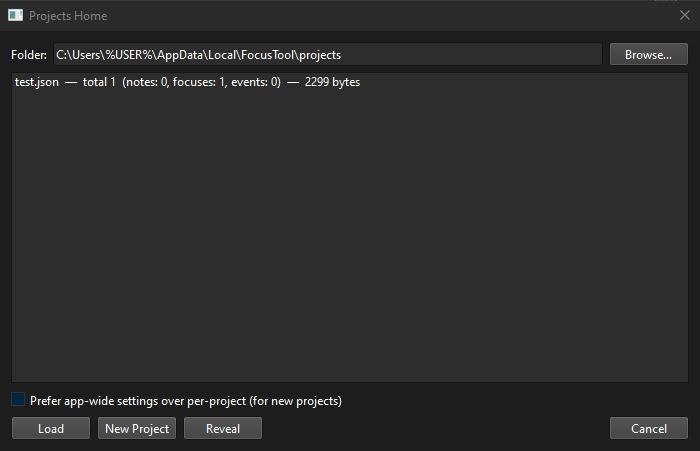 Projects Home
Folder: C:\Users\%USER%\AppData\Local\FocusTool\projects Browse...
test.json — total 1 (notes: 0, focuses: 1, events: 0) — 2299 bytes
Prefer app-wide settings over per-project (for new projects)
Load New Project Reveal Cancel